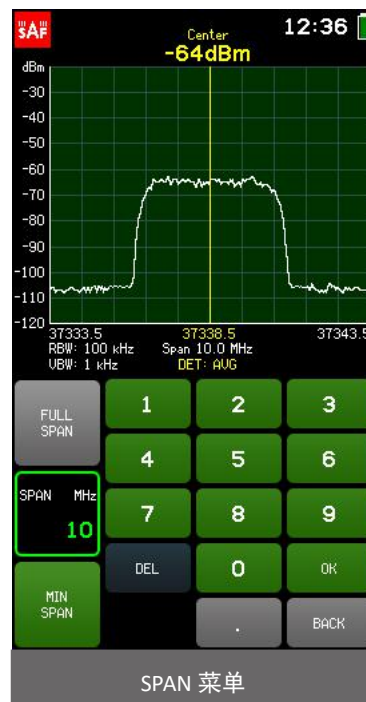 SAF
Center
12:36
-64dBm
dBm
-30
-40
-50
-60
-70
-80
-90
-100
-110
-120
37333.5 37338.5 37343.5
RBW: 100 kHz Span 10.0 MHz
VBW: 1 kHz DET: AVG
FULL
SPAN
1 2 3
4 5 6
SPAN MHz
10
7 8 9
DEL 0 OK
MIN
SPAN
. BACK
SPAN 菜单